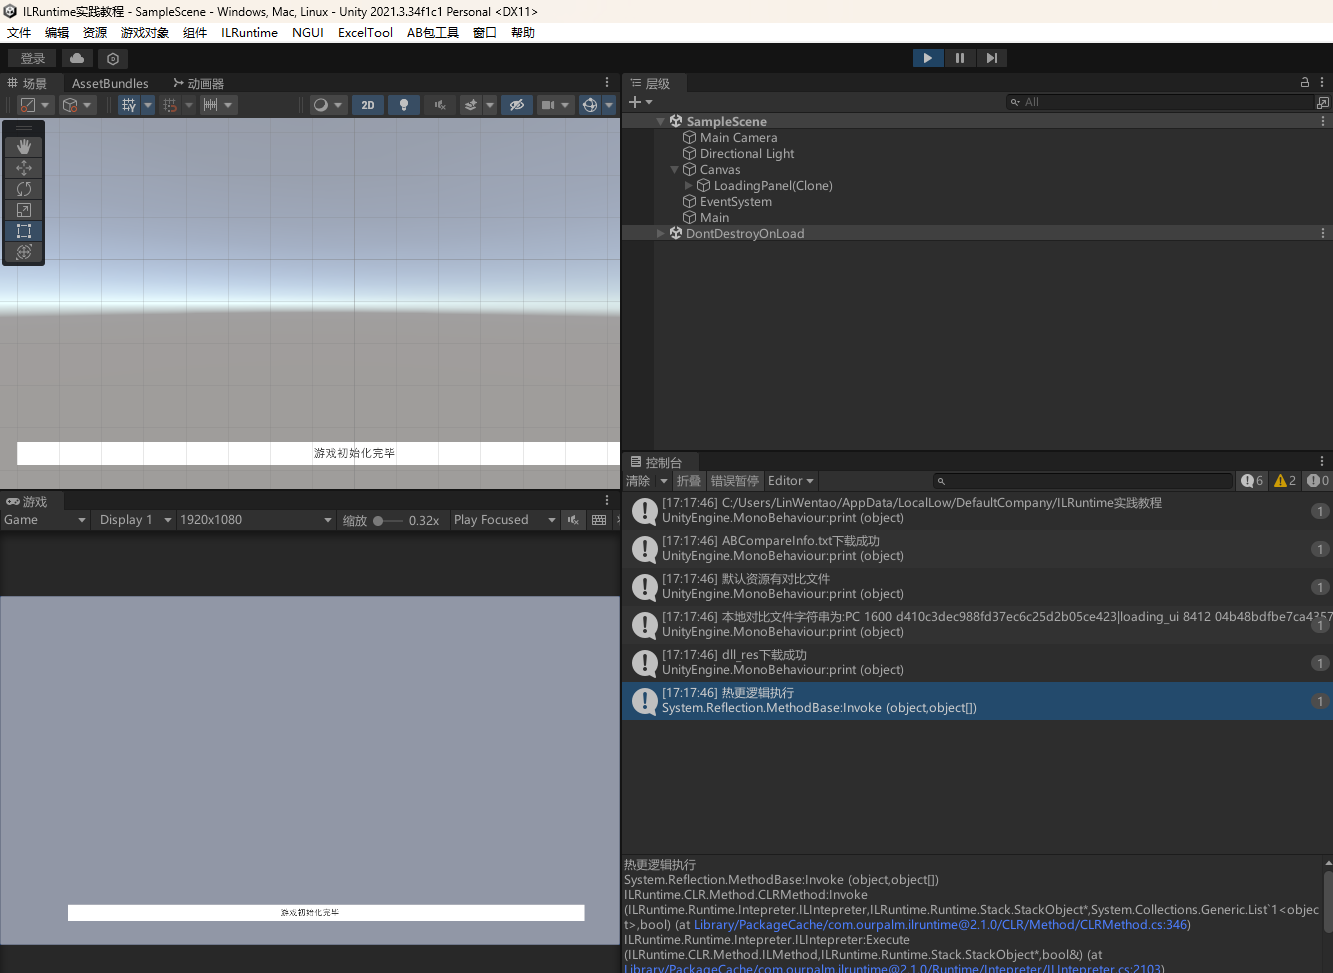 ILRuntime实践教程 - SampleScene - Windows, Mac, Linux - Unity 2021.3.34f1c1 Personal <DX11>
文件 编辑 资源 游戏对象 组件 ILRuntime NGUI ExcelTool AB包工具 窗口 帮助
登录
场景 AssetBundles 动画器
2D
游戏初始化完毕
游戏
Game Display 1 1920x1080 缩放 0.32x Play Focused
游戏初始化完毕
层级
All
SampleScene
Main Camera
Directional Light
Canvas
LoadingPanel(Clone)
EventSystem
Main
DontDestroyOnLoad
控制台
清除 折叠 错误暂停 Editor 6 2 0
[17:17:46] C:/Users/LinWentao/AppData/LocalLow/DefaultCompany/ILRuntime实践教程
UnityEngine.MonoBehaviour:print (object)
1
[17:17:46] ABCompareInfo.txt下载成功
UnityEngine.MonoBehaviour:print (object)
1
[17:17:46] 默认资源有对比文件
UnityEngine.MonoBehaviour:print (object)
1
[17:17:46] 本地对比文件字符串为:PC 1600 d410c3dec988fd37ec6c25d2b05ce423|loading_ui 8412 04b48bdfbe7ca4357
UnityEngine.MonoBehaviour:print (object)
1
[17:17:46] dll_res下载成功
UnityEngine.MonoBehaviour:print (object)
1
[17:17:46] 热更逻辑执行
System.Reflection.MethodBase:Invoke (object,object[])
1
热更逻辑执行
System.Reflection.MethodBase:Invoke (object,object[])
ILRuntime.CLR.Method.CLRMethod:Invoke
(ILRuntime.Runtime.Intepreter.ILIntepreter,ILRuntime.Runtime.Stack.StackObject*,System.Collections.Generic.List`1<objec
t>,bool) (at Library/PackageCache/com.ourpalm.ilruntime@2.1.0/CLR/Method/CLRMethod.cs:346)
ILRuntime.Runtime.Intepreter.ILIntepreter:Execute
(ILRuntime.CLR.Method.ILMethod,ILRuntime.Runtime.Stack.StackObject*,bool&) (at
Library/PackageCache/com.ourpalm.ilruntime@2.1.0/Runtime/Intepreter/ILIntepreter.cs:2103)